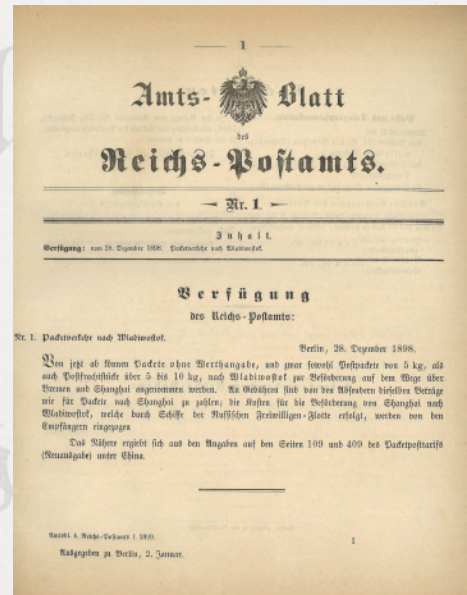 1
Amts-Blatt
des
Reichs-Postamts.
Nr. 1.
Inhalt.
Verfügung: vom 28. Dezember 1898. Packetverkehr nach Wladiwostok.
Verfügung
des Reichs-Postamts:
Nr. 1. Packetverkehr nach Wladiwostok.
Berlin, 28. Dezember 1898.
Von jetzt ab können Packete ohne Werthangabe, und zwar sowohl Postpackete von 5 kg, als
auch Postfrachtstücke über 5 bis 10 kg, nach Wladiwostok zur Beförderung auf dem Wege über
Bremen und Shanghai angenommen werden. An Gebühren sind von den Absendern dieselben Beträge
wie für Packete nach Shanghai zu zahlen; die Kosten für die Beförderung von Shanghai nach
Wladiwostok, welche durch Schiffe der Russischen Freiwilligen-Flotte erfolgt, werden von den
Empfängern eingezogen
Das Nähere ergiebt sich aus den Angaben auf den Seiten 109 und 409 des Packetposttarifs
(Neuausgabe) unter China.
Amtsbl. d. Reichs-Postamts 1. 1899.
1
Ausgegeben zu Berlin, 2. Januar.